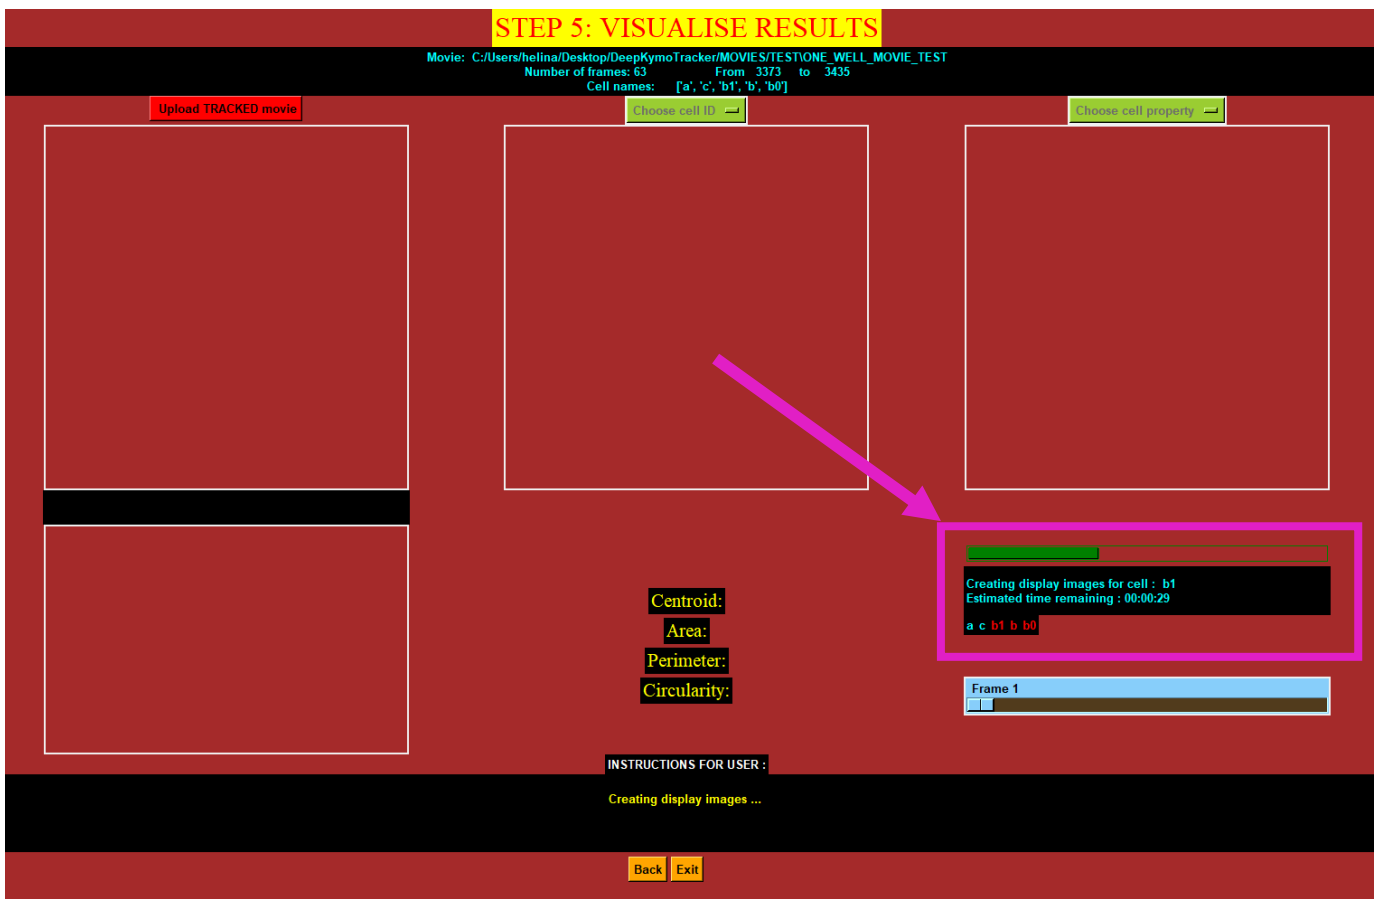 STEP 5: VISUALISE RESULTS
Movie: C:/Users/helina/Desktop/DeepKymoTracker/MOVIES/TEST\ONE_WELL_MOVIE_TEST
Number of frames: 63 From 3373 to 3435
Cell names: ['a', 'c', 'b1', 'b', 'b0']
Upload TRACKED movie
Choose cell ID
Choose cell property
Creating display images for cell : b1
Estimated time remaining : 00:00:29
a c b1 b b0
Centroid:
Area:
Perimeter:
Circularity:
Frame 1
INSTRUCTIONS FOR USER :
Creating display images ...
Back Exit